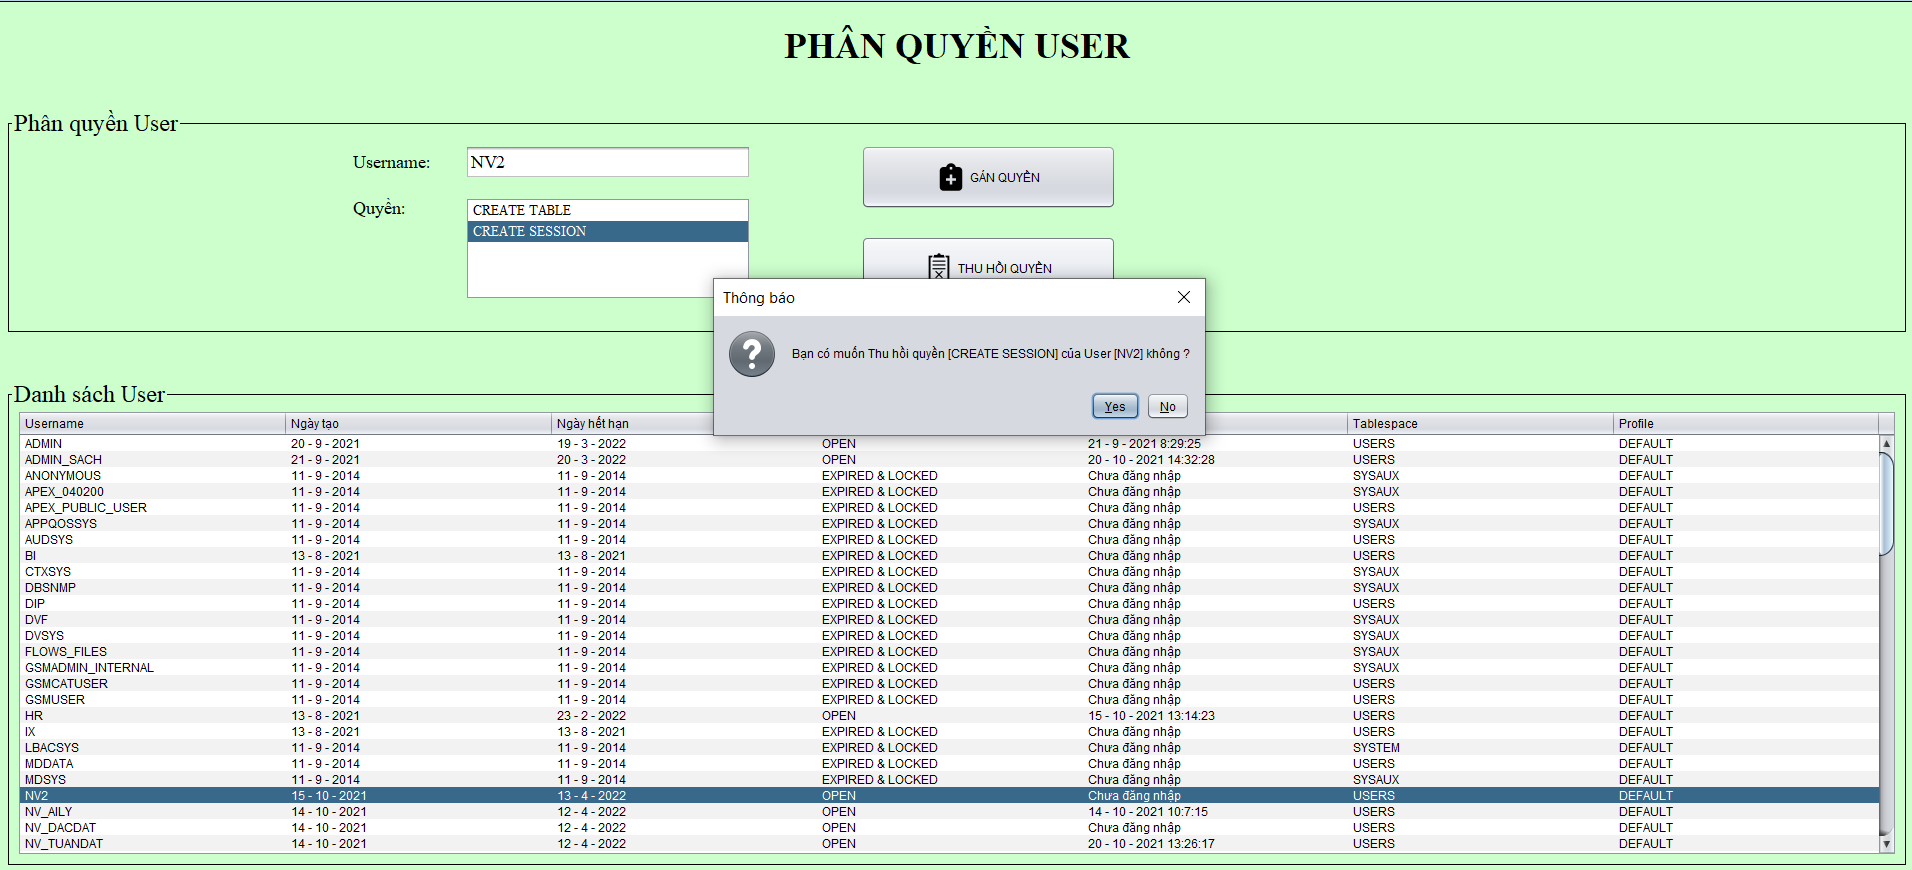 PHÂN QUYỀN USER
Phân quyền User
Username: NV2
GÁN QUYỀN
Quyền: CREATE TABLE
CREATE SESSION
THU HỒI QUYỀN
Thông báo
Bạn có muốn Thu hồi quyền [CREATE SESSION] của User [NV2] không ?
Yes No
Danh sách User
Username Ngày tạo Ngày hết hạn Tablespace Profile
ADMIN 20 - 9 - 2021 19 - 3 - 2022 OPEN 21 - 9 - 2021 8:29:25 USERS DEFAULT
ADMIN_SACH 21 - 9 - 2021 20 - 3 - 2022 OPEN 20 - 10 - 2021 14:32:28 USERS DEFAULT
ANONYMOUS 11 - 9 - 2014 11 - 9 - 2014 EXPIRED & LOCKED Chưa đăng nhập SYSAUX DEFAULT
APEX_040200 11 - 9 - 2014 11 - 9 - 2014 EXPIRED & LOCKED Chưa đăng nhập SYSAUX DEFAULT
APEX_PUBLIC_USER 11 - 9 - 2014 11 - 9 - 2014 EXPIRED & LOCKED Chưa đăng nhập USERS DEFAULT
APPQOSSYS 11 - 9 - 2014 11 - 9 - 2014 EXPIRED & LOCKED Chưa đăng nhập SYSAUX DEFAULT
AUDSYS 11 - 9 - 2014 11 - 9 - 2014 EXPIRED & LOCKED Chưa đăng nhập USERS DEFAULT
BI 13 - 8 - 2021 13 - 8 - 2021 EXPIRED & LOCKED Chưa đăng nhập USERS DEFAULT
CTXSYS 11 - 9 - 2014 11 - 9 - 2014 EXPIRED & LOCKED Chưa đăng nhập SYSAUX DEFAULT
DBSNMP 11 - 9 - 2014 11 - 9 - 2014 EXPIRED & LOCKED Chưa đăng nhập SYSAUX DEFAULT
DIP 11 - 9 - 2014 11 - 9 - 2014 EXPIRED & LOCKED Chưa đăng nhập USERS DEFAULT
DVF 11 - 9 - 2014 11 - 9 - 2014 EXPIRED & LOCKED Chưa đăng nhập SYSAUX DEFAULT
DVSYS 11 - 9 - 2014 11 - 9 - 2014 EXPIRED & LOCKED Chưa đăng nhập SYSAUX DEFAULT
FLOWS_FILES 11 - 9 - 2014 11 - 9 - 2014 EXPIRED & LOCKED Chưa đăng nhập SYSAUX DEFAULT
GSMADMIN_INTERNAL 11 - 9 - 2014 11 - 9 - 2014 EXPIRED & LOCKED Chưa đăng nhập SYSAUX DEFAULT
GSMCATUSER 11 - 9 - 2014 11 - 9 - 2014 EXPIRED & LOCKED Chưa đăng nhập USERS DEFAULT
GSMUSER 11 - 9 - 2014 11 - 9 - 2014 EXPIRED & LOCKED Chưa đăng nhập USERS DEFAULT
HR 13 - 8 - 2021 23 - 2 - 2022 OPEN 15 - 10 - 2021 13:14:23 USERS DEFAULT
IX 13 - 8 - 2021 13 - 8 - 2021 EXPIRED & LOCKED Chưa đăng nhập USERS DEFAULT
LBACSYS 11 - 9 - 2014 11 - 9 - 2014 EXPIRED & LOCKED Chưa đăng nhập SYSTEM DEFAULT
MDDATA 11 - 9 - 2014 11 - 9 - 2014 EXPIRED & LOCKED Chưa đăng nhập USERS DEFAULT
MDSYS 11 - 9 - 2014 11 - 9 - 2014 EXPIRED & LOCKED Chưa đăng nhập SYSAUX DEFAULT
NV2 15 - 10 - 2021 13 - 4 - 2022 OPEN Chưa đăng nhập USERS DEFAULT
NV_AILY 14 - 10 - 2021 12 - 4 - 2022 OPEN 14 - 10 - 2021 10:7:15 USERS DEFAULT
NV_DACDAT 14 - 10 - 2021 12 - 4 - 2022 OPEN Chưa đăng nhập USERS DEFAULT
NV_TUANDAT 14 - 10 - 2021 12 - 4 - 2022 OPEN 20 - 10 - 2021 13:26:17 USERS DEFAULT